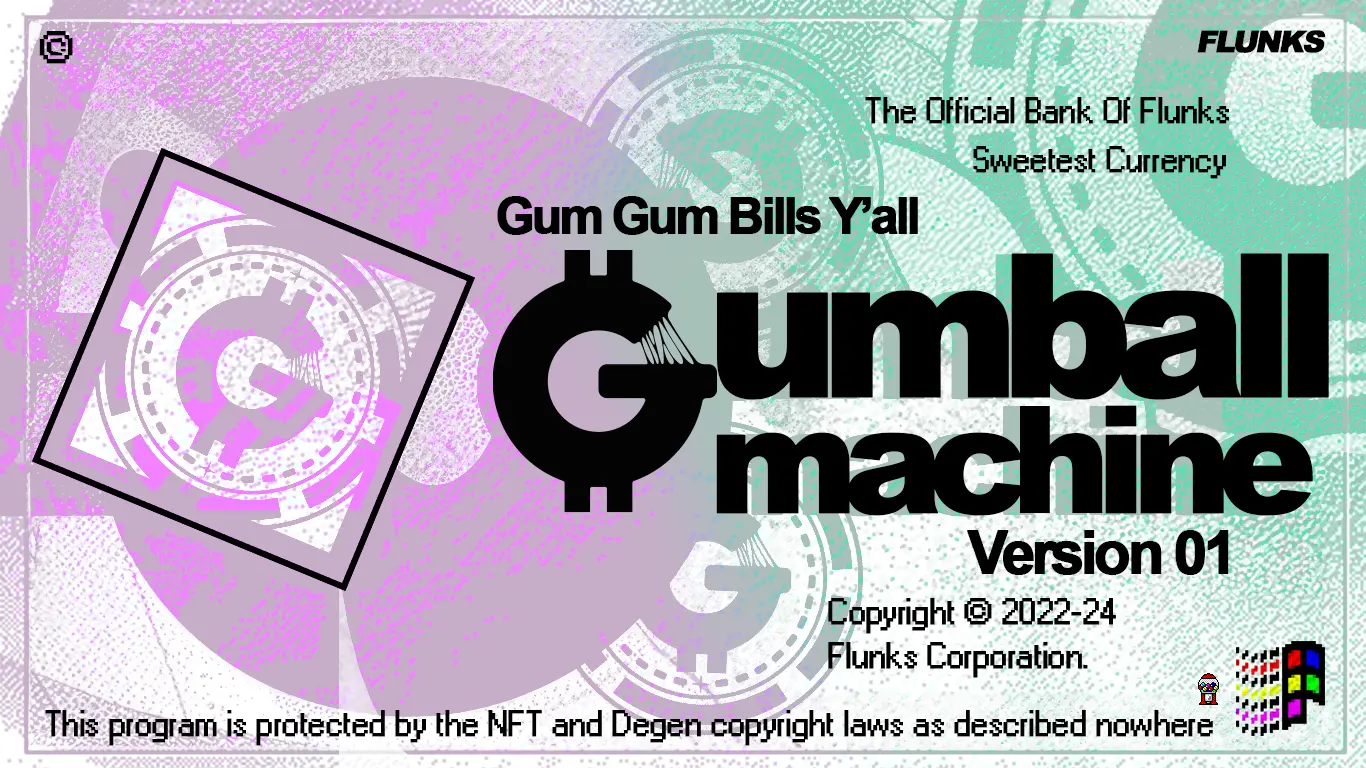 ©
FLUNKS
The Official Bank Of Flunks
Sweetest Currency
Gum Gum Bills Y’all
Gumball
machine
Version 01
Copyright © 2022-24
Flunks Corporation.
This program is protected by the NFT and Degen copyright laws as described nowhere